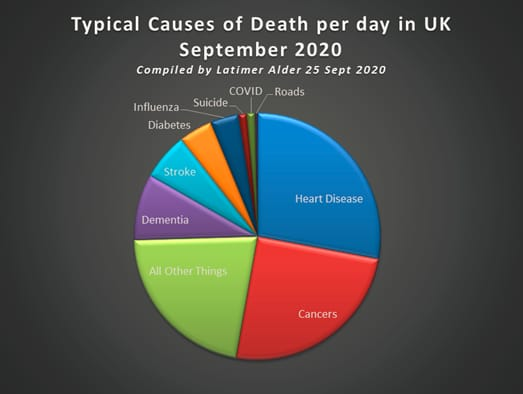 Typical Causes of Death per day in UK
September 2020
Compiled by Latimer Alder 25 Sept 2020
COVID
Roads
Suicide
Influenza
Diabetes
Stroke
Heart Disease
Dementia
All Other Things
Cancers